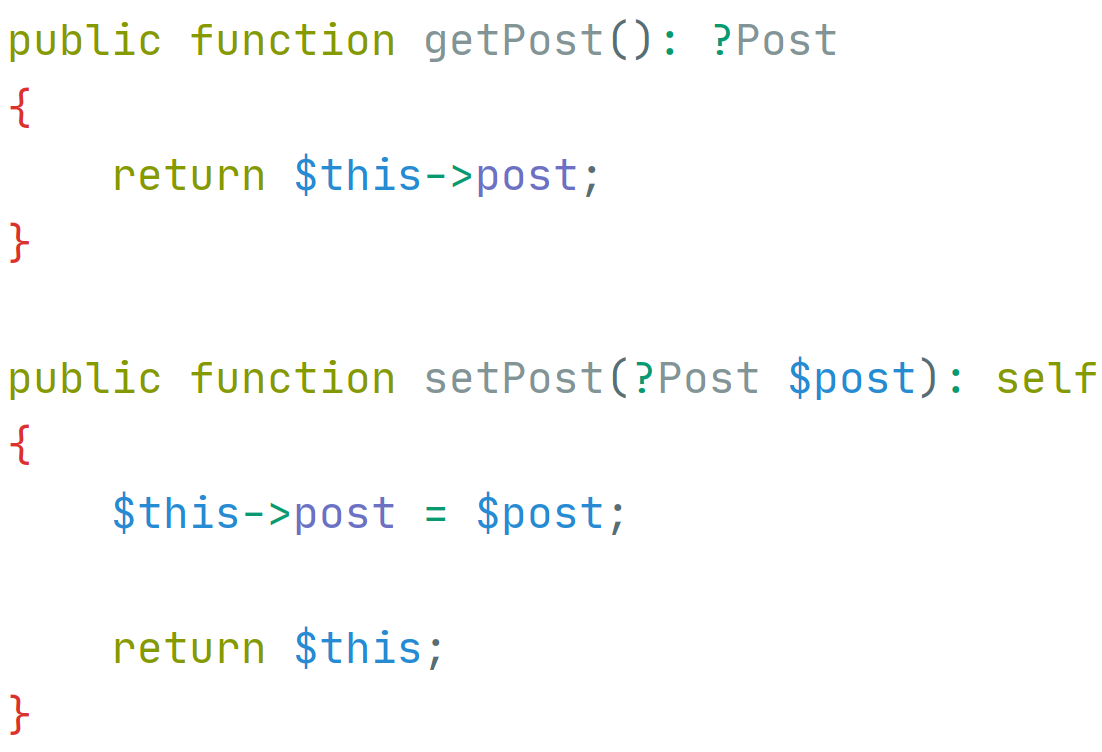 public function getPost(): ?Post
{
    return $this->post;
}

public function setPost(?Post $post): self
{
    $this->post = $post;

    return $this;
}